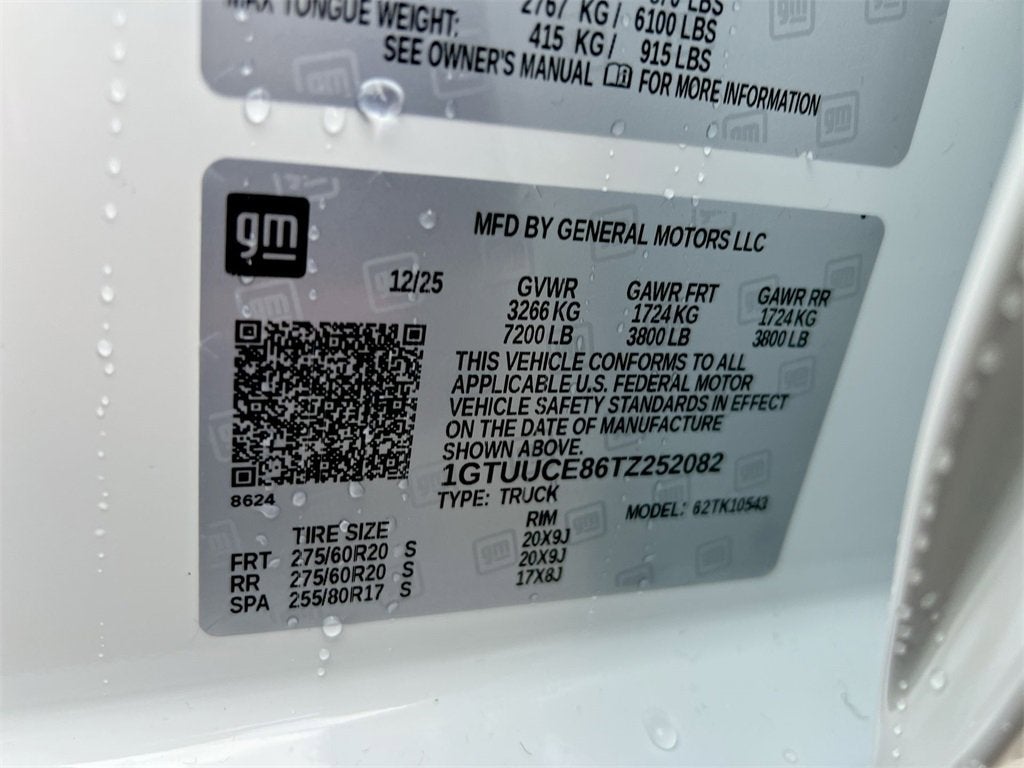 MAX TONGUE WEIGHT:
2767 KG / 6100 LBS
415 KG / 915 LBS
SEE OWNER'S MANUAL FOR MORE INFORMATION
gm
MFD BY GENERAL MOTORS LLC
12/25 GVWR GAWR FRT GAWR RR
3266 KG 1724 KG 1724 KG
7200 LB 3800 LB 3800 LB
THIS VEHICLE CONFORMS TO ALL
APPLICABLE U.S. FEDERAL MOTOR
VEHICLE SAFETY STANDARDS IN EFFECT
ON THE DATE OF MANUFACTURE
SHOWN ABOVE.
1GTUUCE86TZ252082
8624 TYPE: TRUCK MODEL: 62TK10543
TIRE SIZE RIM
FRT 275/60R20 S 20X9J
RR 275/60R20 S 20X9J
SPA 255/80R17 S 17X8J